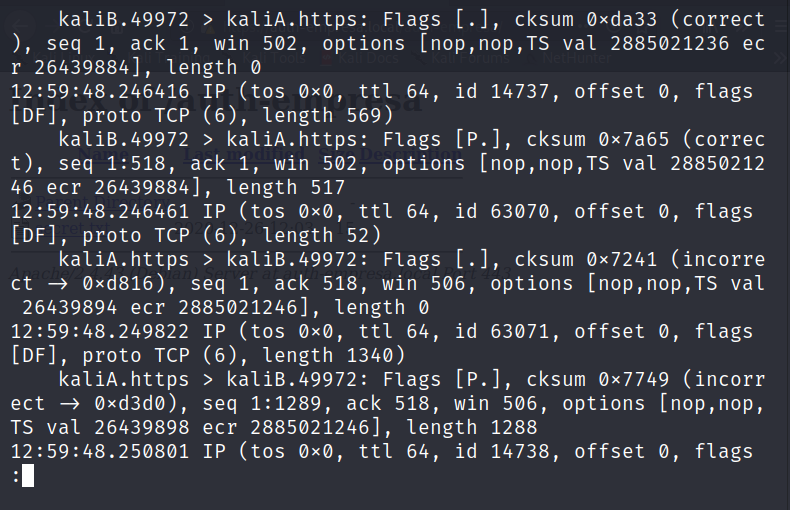 kaliB.49972 > kaliA.https: Flags [.], cksum 0×da33 (correct
), seq 1, ack 1, win 502, options [nop,nop,TS val 2885021236 ec
r 26439884], length 0
12:59:48.246416 IP (tos 0×0, ttl 64, id 14737, offset 0, flags
[DF], proto TCP (6), length 569)
    kaliB.49972 > kaliA.https: Flags [P.], cksum 0×7a65 (correc
t), seq 1:518, ack 1, win 502, options [nop,nop,TS val 28850212
46 ecr 26439884], length 517
12:59:48.246461 IP (tos 0×0, ttl 64, id 63070, offset 0, flags
[DF], proto TCP (6), length 52)
    kaliA.https > kaliB.49972: Flags [.], cksum 0×7241 (incorre
ct → 0×d816), seq 1, ack 518, win 506, options [nop,nop,TS val
 26439894 ecr 2885021246], length 0
12:59:48.249822 IP (tos 0×0, ttl 64, id 63071, offset 0, flags
[DF], proto TCP (6), length 1340)
    kaliA.https > kaliB.49972: Flags [P.], cksum 0×7749 (incorr
ect → 0×d3d0), seq 1:1289, ack 518, win 506, options [nop,nop,
TS val 26439898 ecr 2885021246], length 1288
12:59:48.250801 IP (tos 0×0, ttl 64, id 14738, offset 0, flags
: